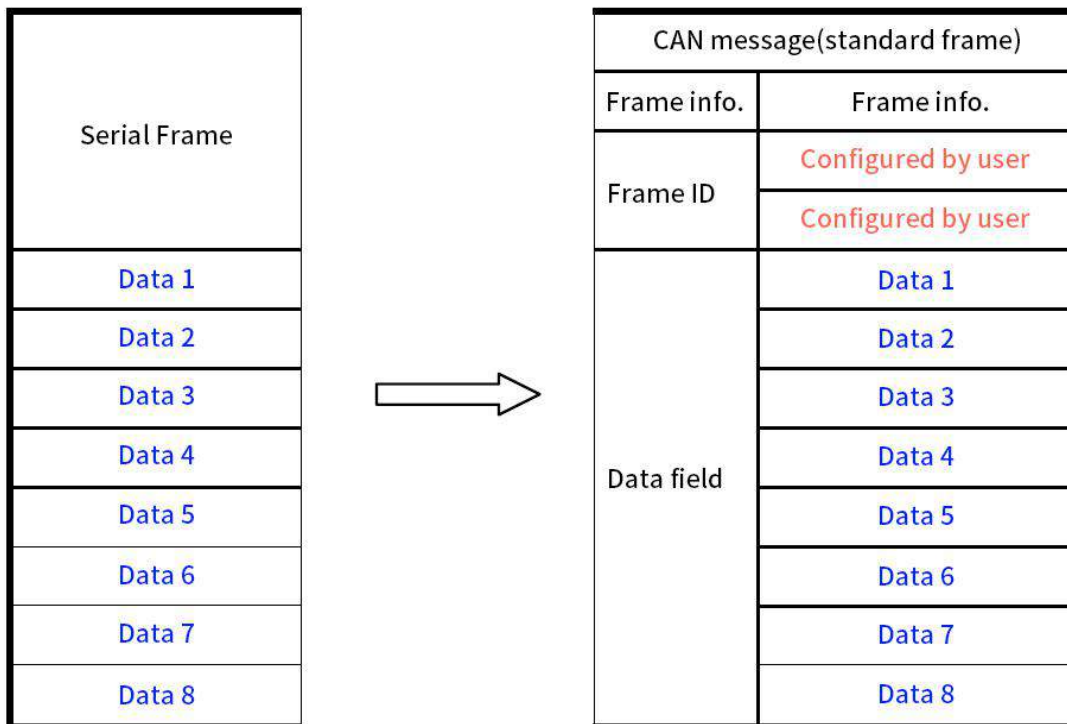 Serial Frame
Data 1
Data 2
Data 3
Data 4
Data 5
Data 6
Data 7
Data 8
CAN message(standard frame)
Frame info.
Frame info.
Frame ID
Configured by user
Configured by user
Data field
Data 1
Data 2
Data 3
Data 4
Data 5
Data 6
Data 7
Data 8